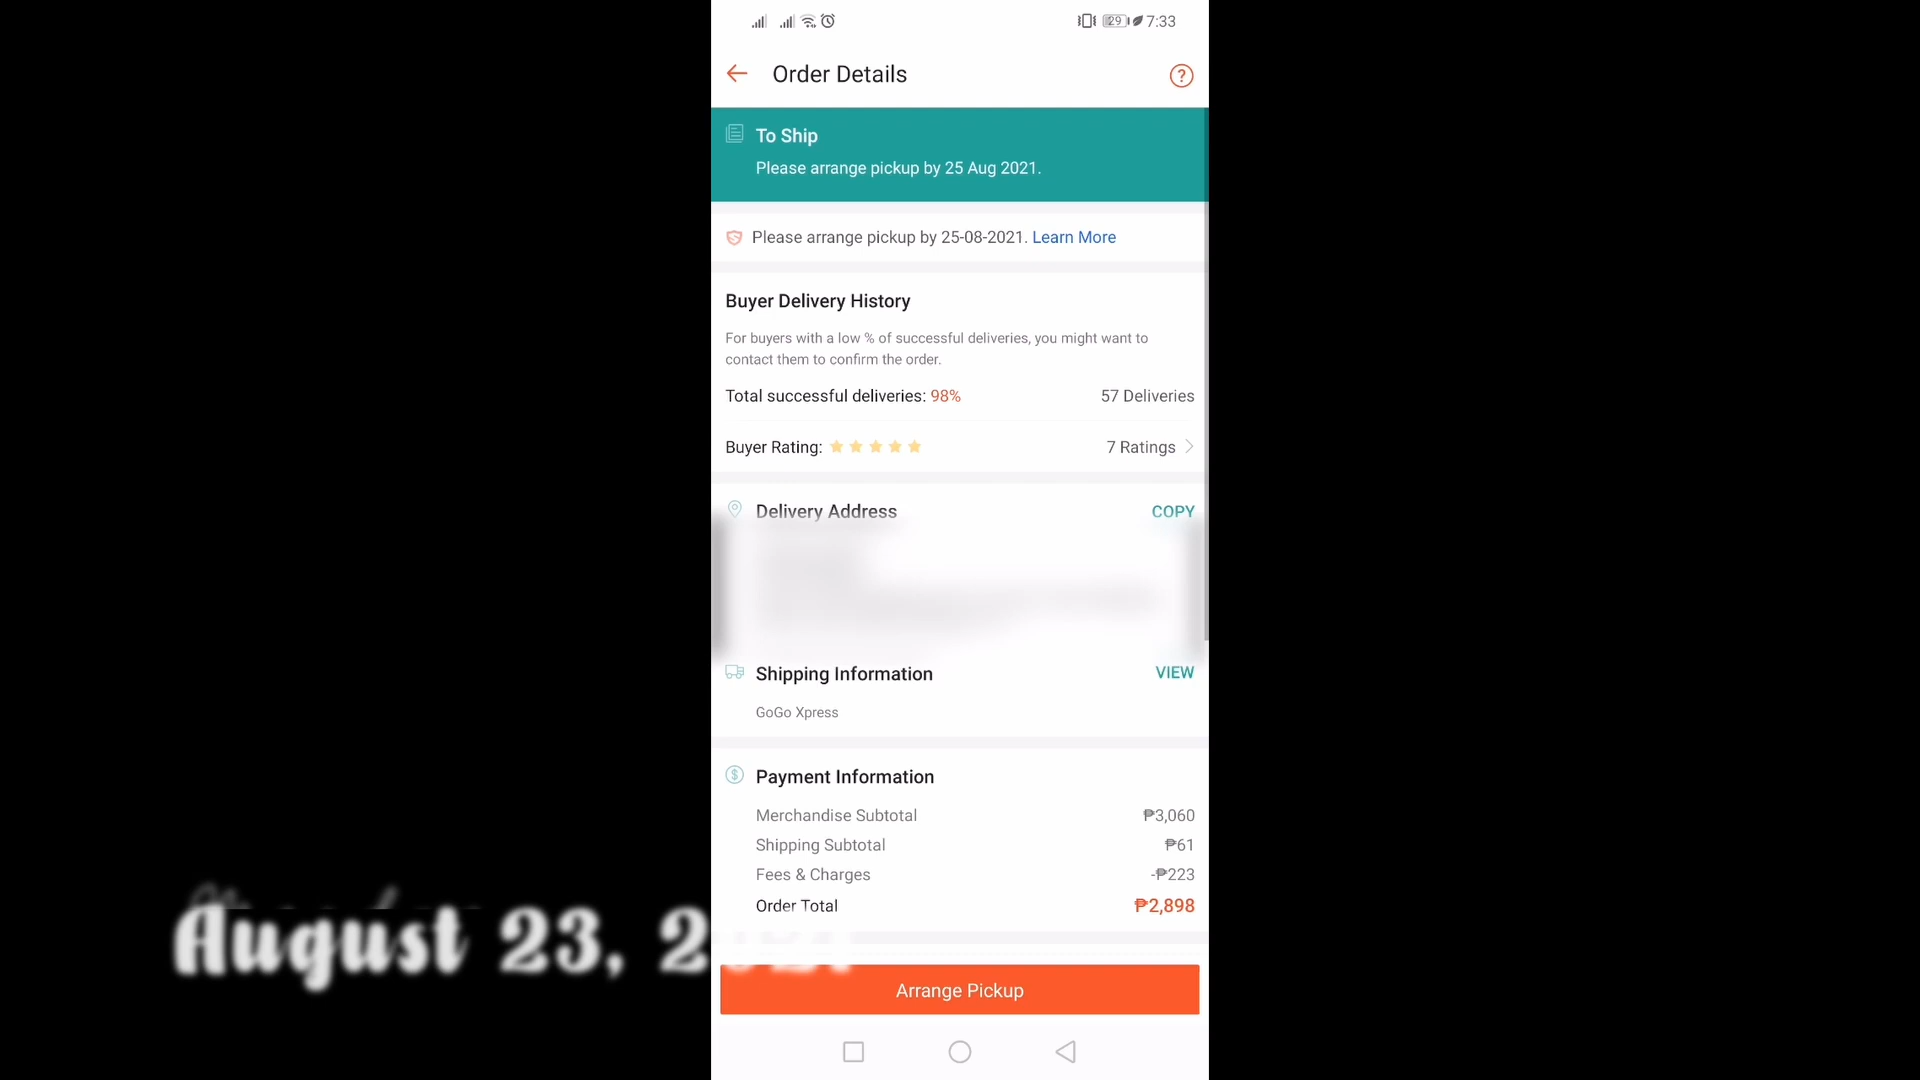 29 7:33
Order Details
To Ship
Please arrange pickup by 25 Aug 2021.
Please arrange pickup by 25-08-2021. Learn More
Buyer Delivery History
For buyers with a low % of successful deliveries, you might want to
contact them to confirm the order.
Total successful deliveries: 98% 57 Deliveries
Buyer Rating: 7 Ratings
Delivery Address COPY
Shipping Information VIEW
GoGo Xpress
Payment Information
Merchandise Subtotal ₱3,060
Shipping Subtotal ₱61
Fees & Charges -₱223
Order Total ₱2,898
August 23, 2021
Arrange Pickup